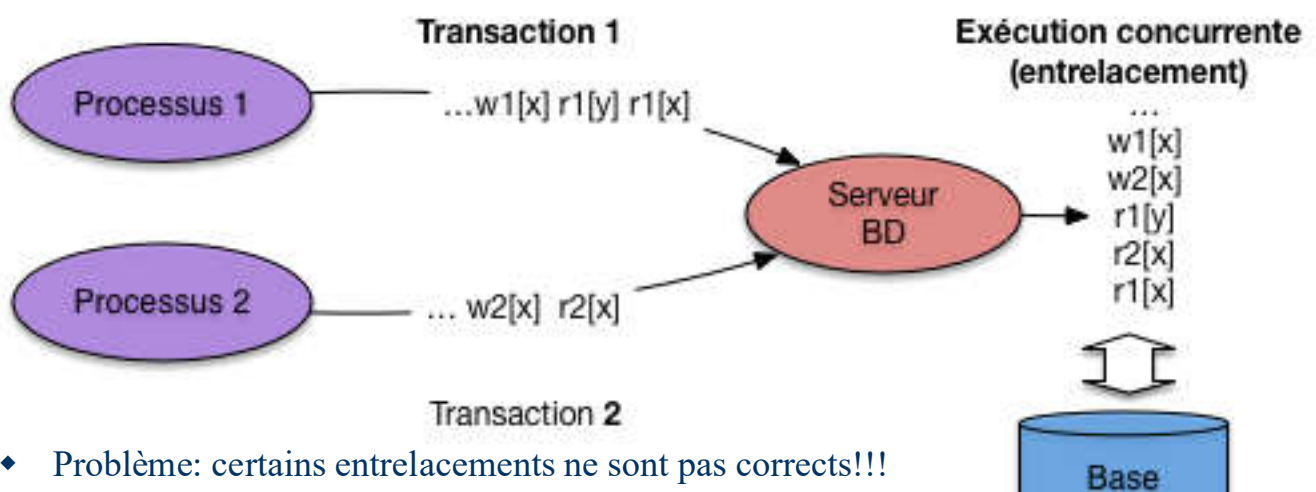 Transaction 1
Exécution concurrente
(entrelacement)
Processus 1
…w1[x] r1[y] r1[x]
...
w1[x]
w2[x]
r1[y]
r2[x]
r1[x]
Serveur
BD
Processus 2
… w2[x] r2[x]
Transaction 2
◆ Problème: certains entrelacements ne sont pas corrects!!!
Base